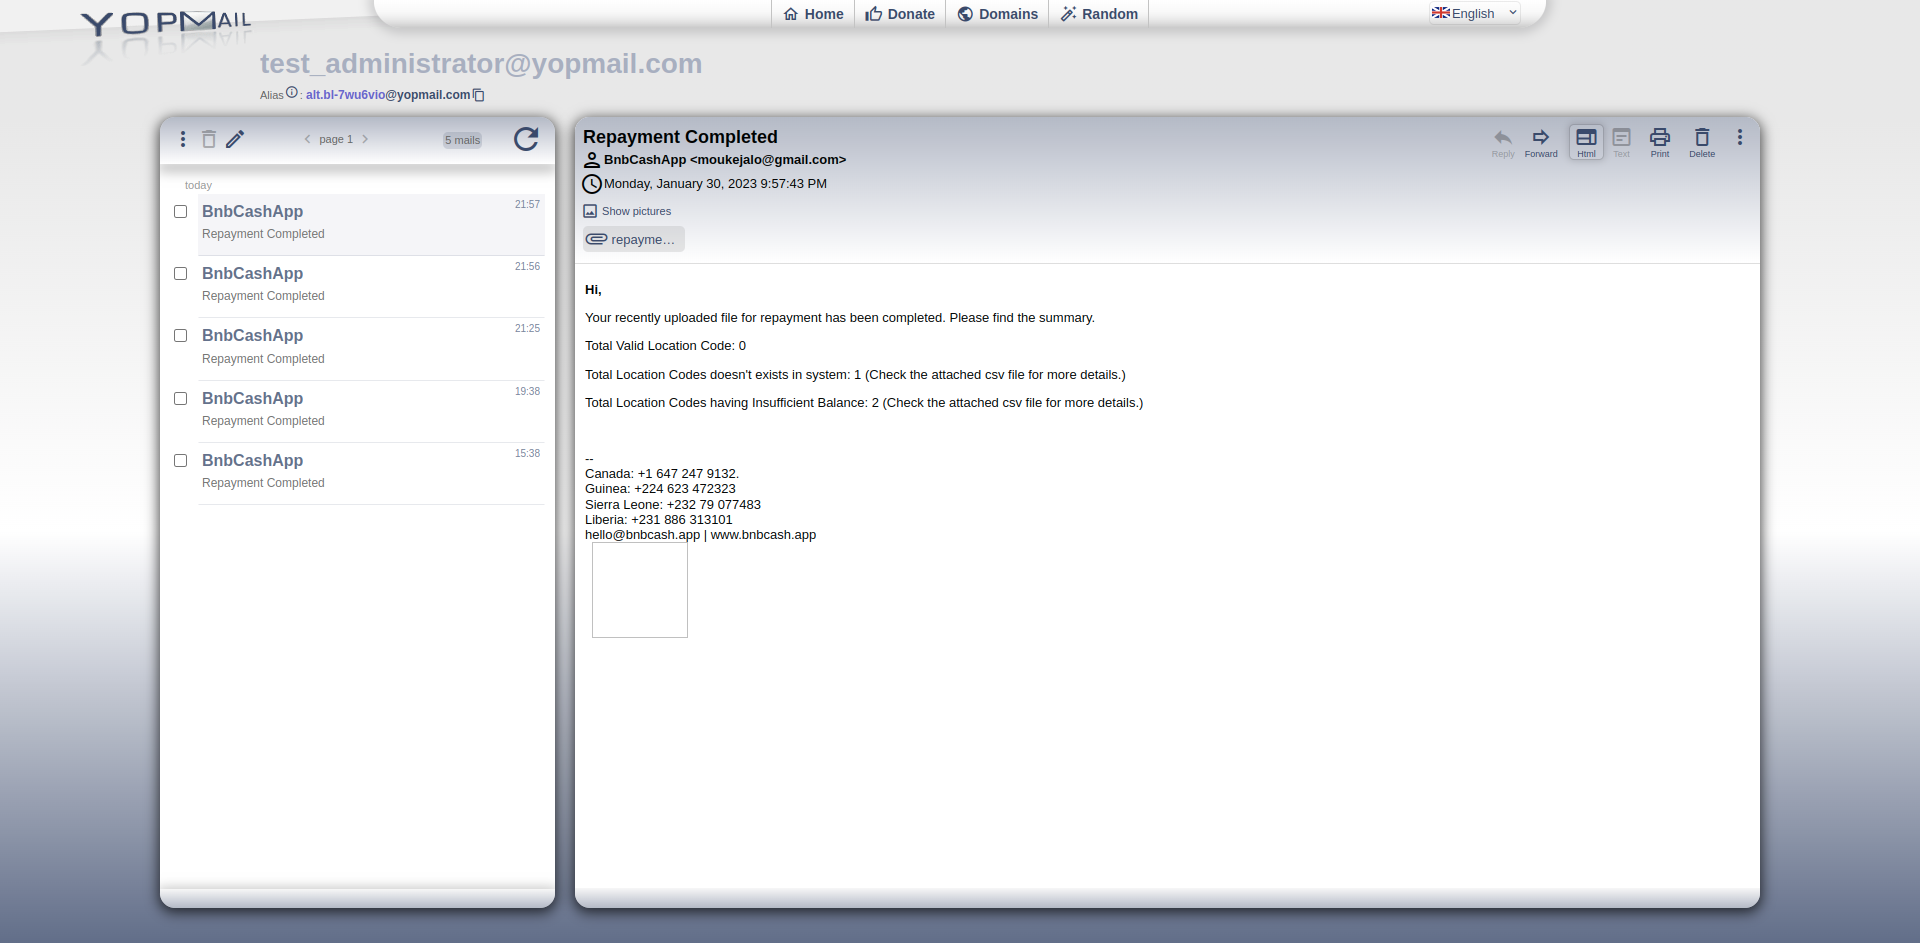 YOPMAIL
Home
Donate
Domains
Random
English
test_administrator@yopmail.com
Alias : alt.bl-7wu6vio@yopmail.com
page 1
5 mails
today
BnbCashApp
21:57
Repayment Completed
BnbCashApp
21:56
Repayment Completed
BnbCashApp
21:25
Repayment Completed
BnbCashApp
19:38
Repayment Completed
BnbCashApp
15:38
Repayment Completed
Repayment Completed
Reply
Forward
Html
Text
Print
Delete
BnbCashApp <moukejalo@gmail.com>
Monday, January 30, 2023 9:57:43 PM
Show pictures
repayme...
Hi,
Your recently uploaded file for repayment has been completed. Please find the summary.
Total Valid Location Code: 0
Total Location Codes doesn't exists in system: 1 (Check the attached csv file for more details.)
Total Location Codes having Insufficient Balance: 2 (Check the attached csv file for more details.)
--
Canada: +1 647 247 9132.
Guinea: +224 623 472323
Sierra Leone: +232 79 077483
Liberia: +231 886 313101
hello@bnbcash.app | www.bnbcash.app